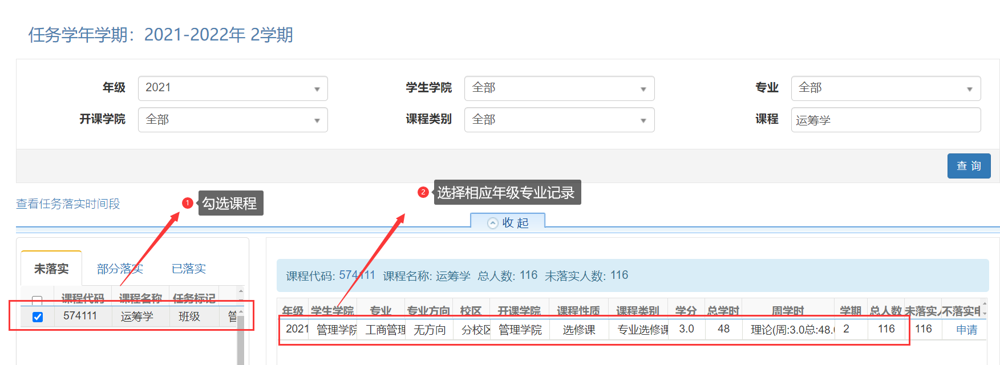 任务学年学期：2021-2022年 2学期
年级 2021 学生学院 全部 专业 全部
开课学院 全部 课程类别 全部 课程 运筹学
查 询
1 勾选课程 2 选择相应年级专业记录
查看任务落实时间段
收 起
未落实 部分落实 已落实
课程代码: 574111 课程名称: 运筹学 总人数: 116 未落实人数: 116
课程代码 课程名称 任务标记
574111 运筹学 班级 管
年级 学生学院 专业 专业方向 校区 开课学院 课程性质 课程类别 学分 总学时 周学时 学期 总人数 未落实 不落实申
2021 管理学院 工商管理 无方向 分校区 管理学院 选修课 专业选修课 3.0 48 理论(周:3.0总:48. 2 116 116 申请